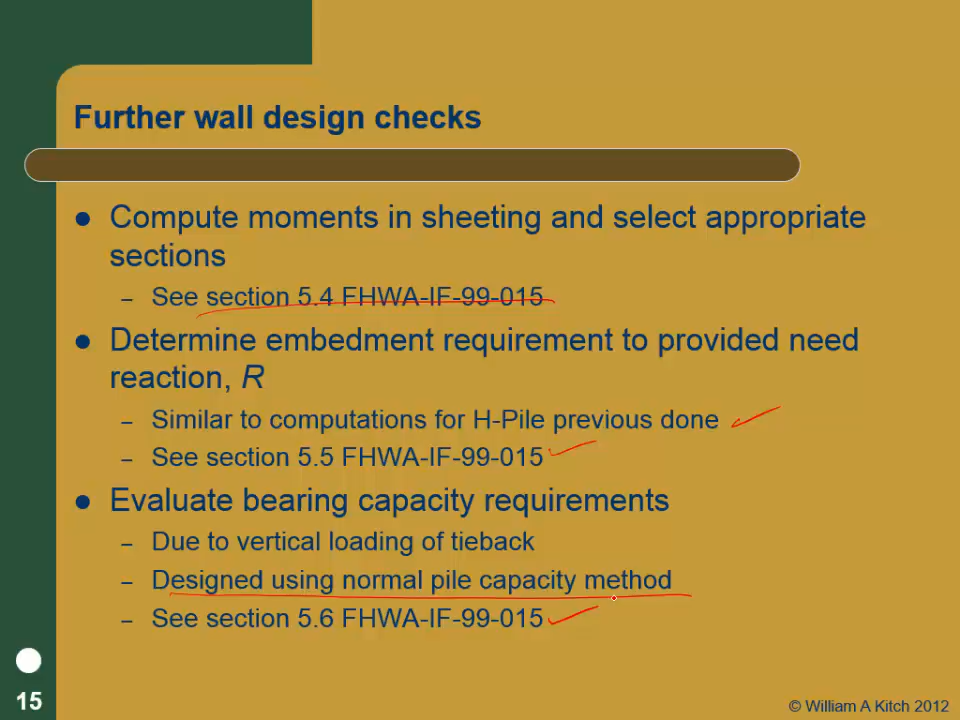 Further wall design checks
● Compute moments in sheeting and select appropriate
sections
– See section 5.4 FHWA-IF-99-015
● Determine embedment requirement to provided need
reaction, R
– Similar to computations for H-Pile previous done
– See section 5.5 FHWA-IF-99-015
● Evaluate bearing capacity requirements
– Due to vertical loading of tieback
– Designed using normal pile capacity method
– See section 5.6 FHWA-IF-99-015
15
© William A Kitch 2012